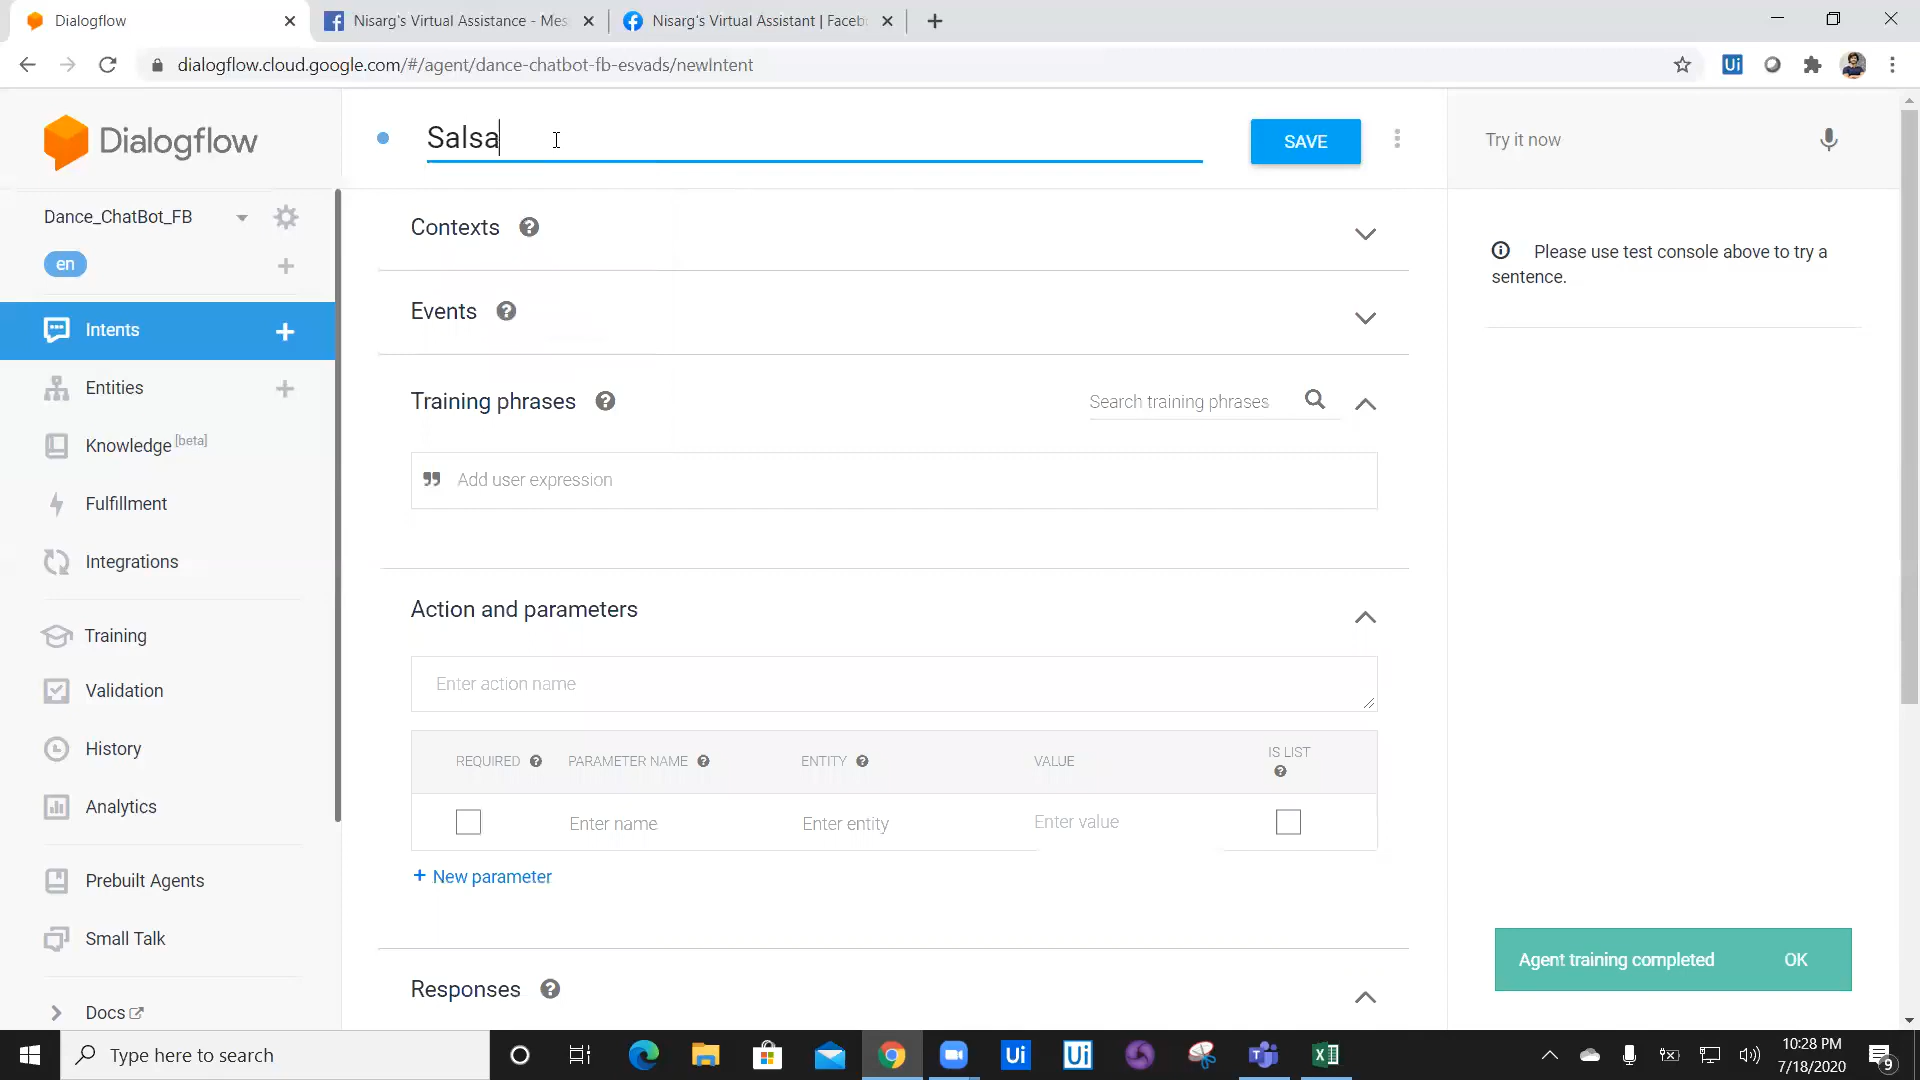 Dialogflow
Nisarg's Virtual Assistance - Mes
Nisarg's Virtual Assistant | Faceb
dialogflow.cloud.google.com/#/agent/dance-chatbot-fb-esvads/newIntent
Dialogflow
Salsa
SAVE
Try it now
Dance_ChatBot_FB
en
Contexts
Please use test console above to try a
sentence.
Events
Intents
Entities
Training phrases
Search training phrases
Knowledge [beta]
Add user expression
Fulfillment
Integrations
Action and parameters
Training
Enter action name
Validation
History
REQUIRED
PARAMETER NAME
ENTITY
VALUE
IS LIST
Analytics
Enter name
Enter entity
Enter value
New parameter
Prebuilt Agents
Small Talk
Agent training completed
OK
Responses
Docs
Type here to search
Ui
Ui
Ui
10:28 PM
7/18/2020
9